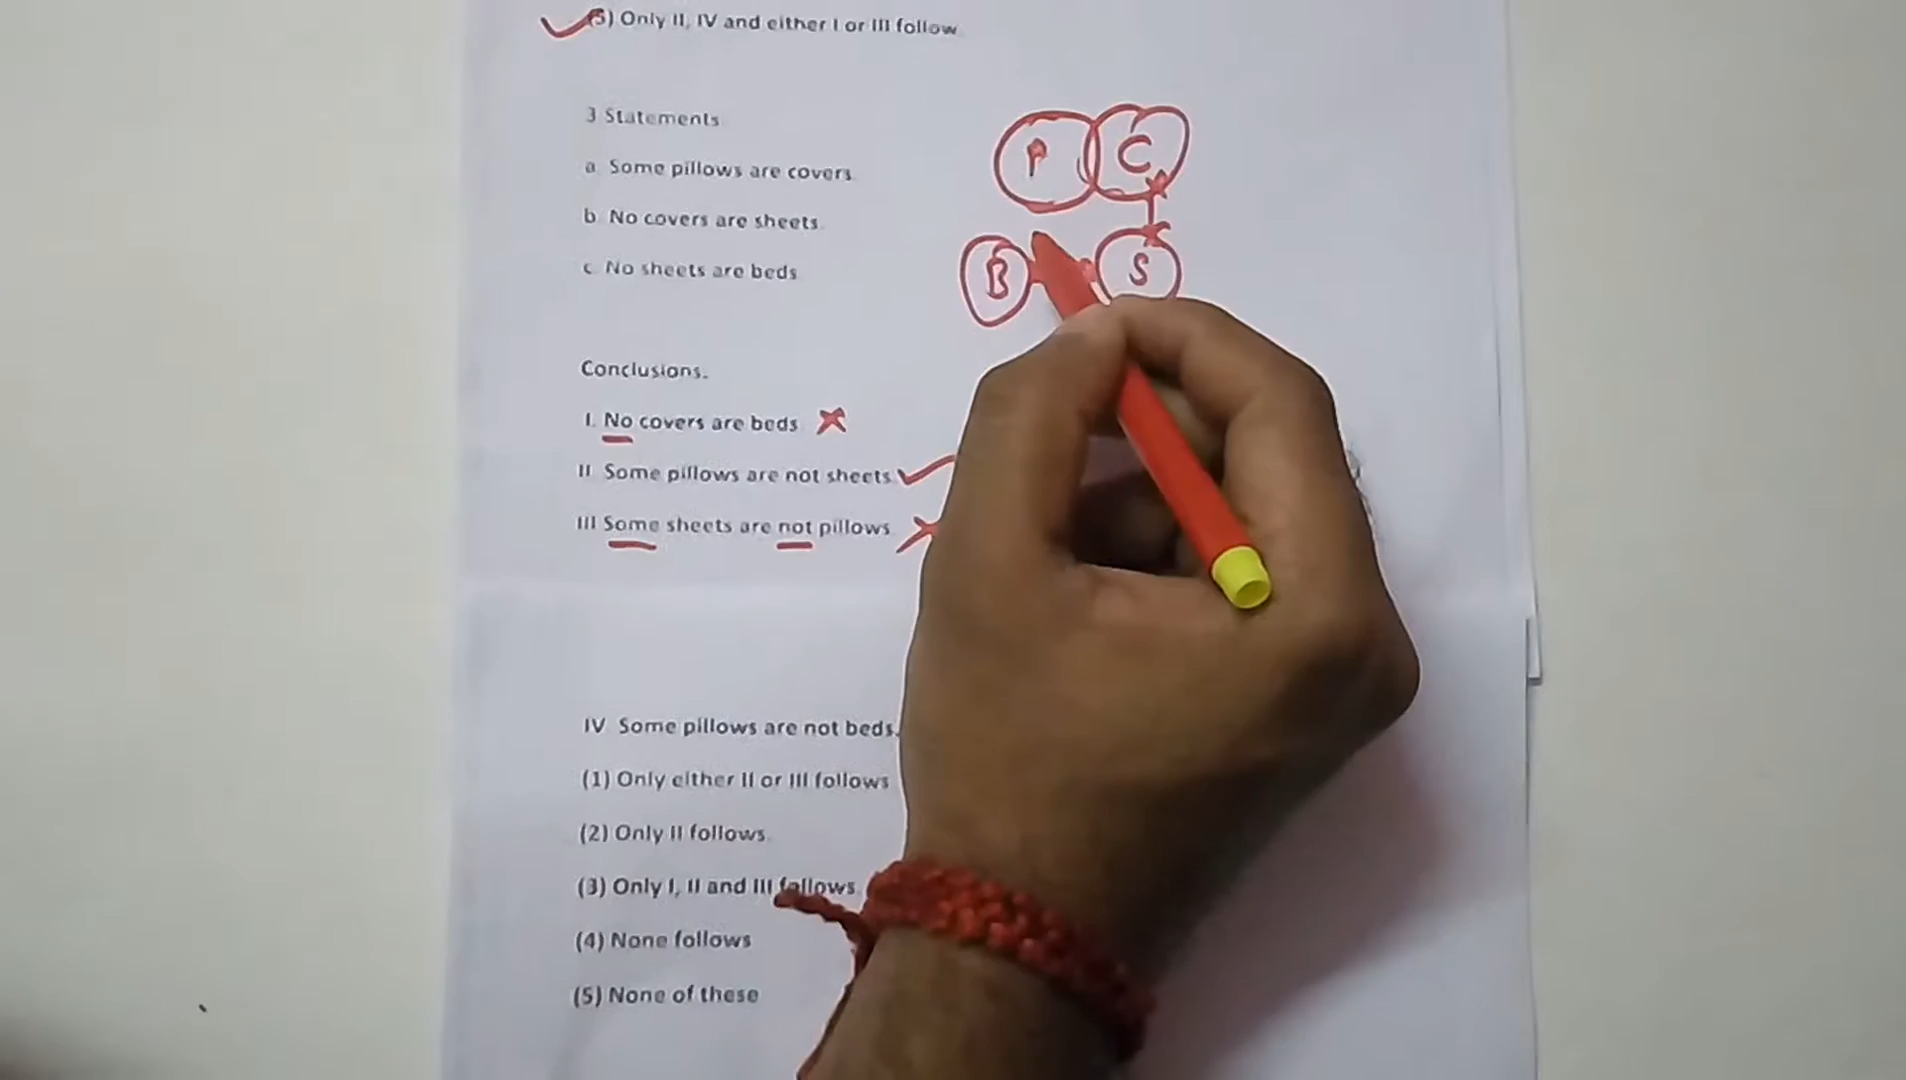 (5) Only II, IV and either I or III follow
3 Statements
a. Some pillows are covers
b. No covers are sheets.
c. No sheets are beds
P C
B S
Conclusions.
I. No covers are beds
II Some pillows are not sheets
III Some sheets are not pillows
IV Some pillows are not beds.
(1) Only either II or III follows
(2) Only II follows.
(3) Only I, II and III follows.
(4) None follows
(5) None of these